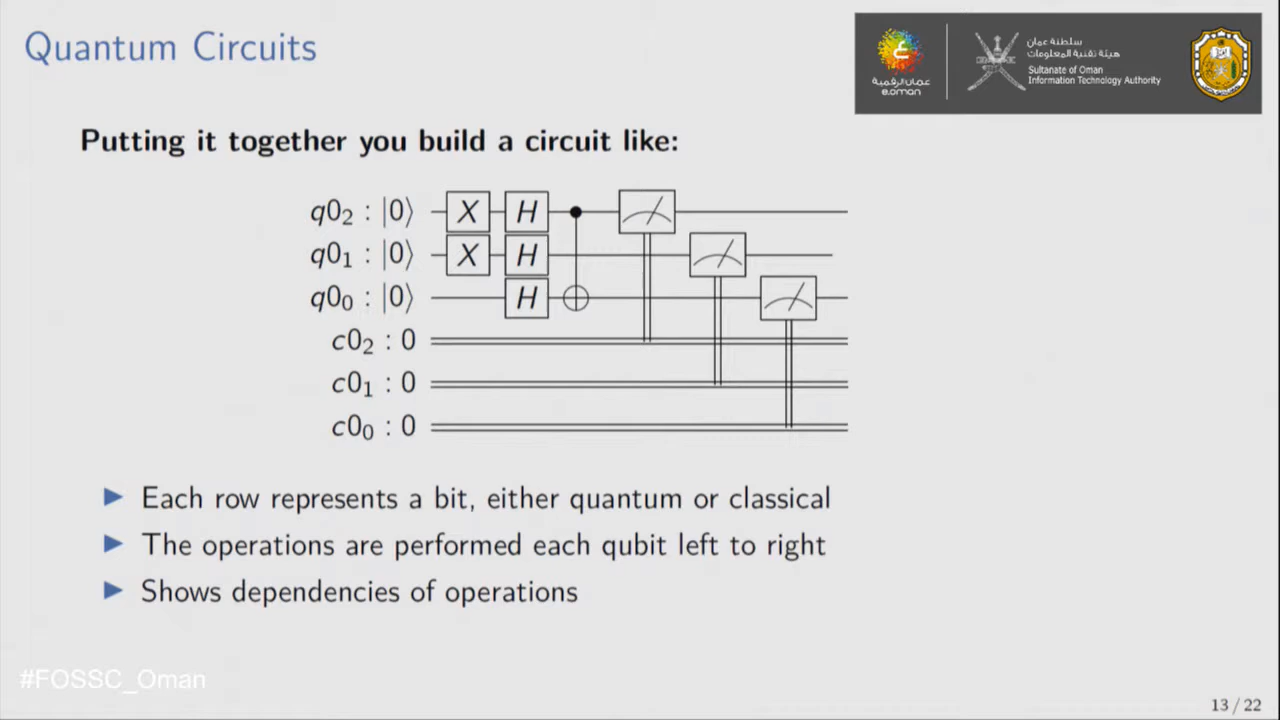 Quantum Circuits
عمان الرقمية
e.oman
سلطنة عمان
هيئة تقنية المعلومات
Sultanate of Oman
Information Technology Authority
Putting it together you build a circuit like:
q0₂ : |0⟩ X H
q0₁ : |0⟩ X H
q0₀ : |0⟩ H
c0₂ : 0
c0₁ : 0
c0₀ : 0
▶ Each row represents a bit, either quantum or classical
▶ The operations are performed each qubit left to right
▶ Shows dependencies of operations
#FOSSC_Oman
13 / 22